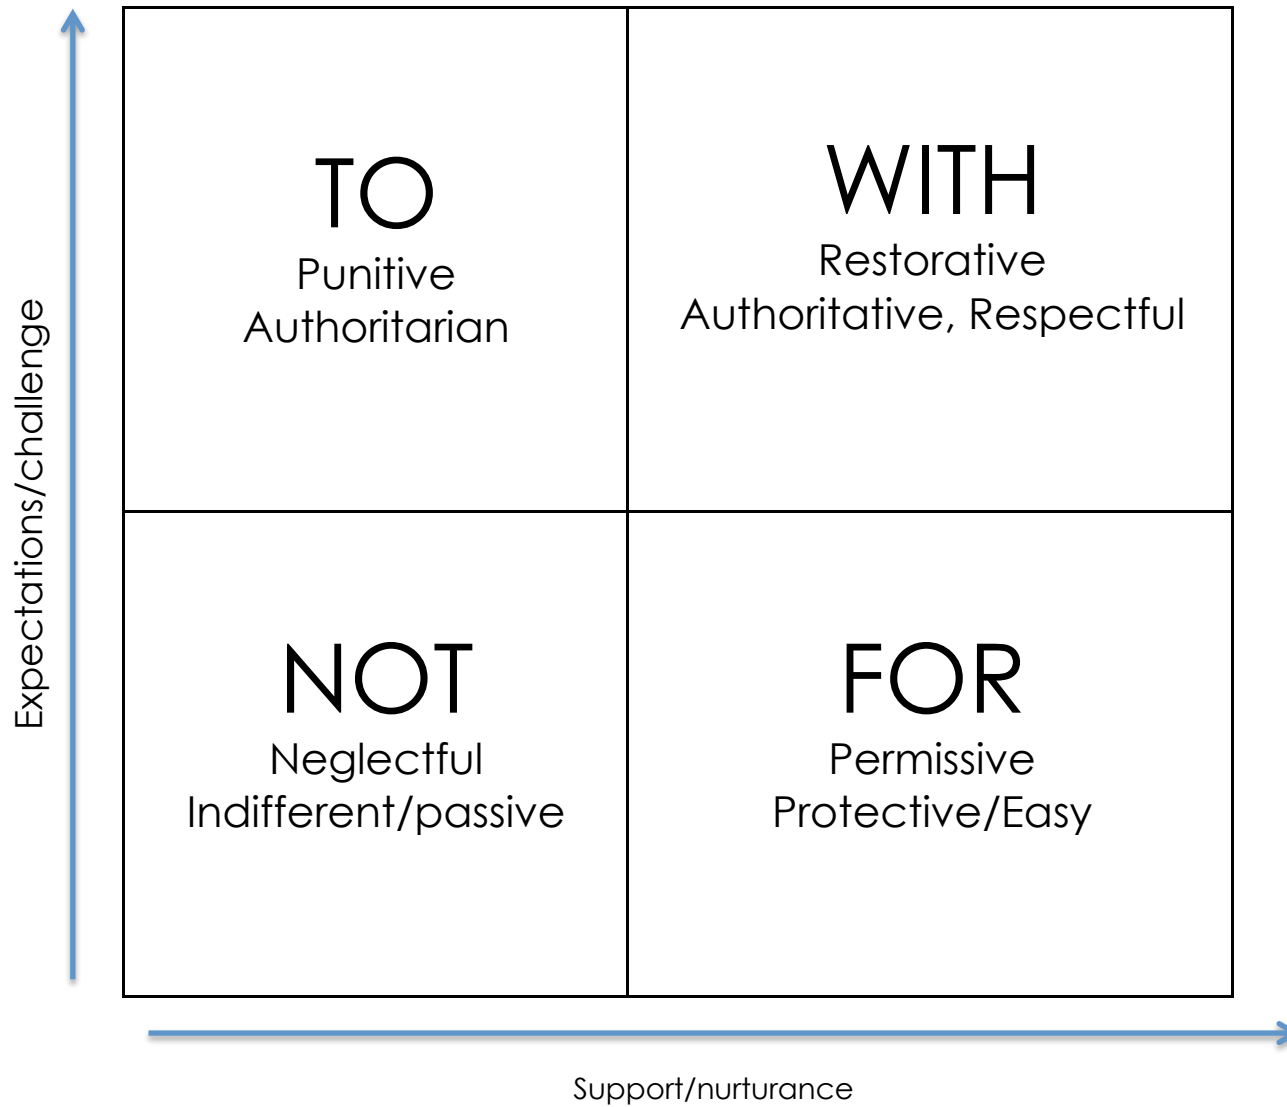 Expectations/challenge
TO
Punitive
Authoritarian
WITH
Restorative
Authoritative, Respectful
NOT
Neglectful
Indifferent/passive
FOR
Permissive
Protective/Easy
Support/nurturance